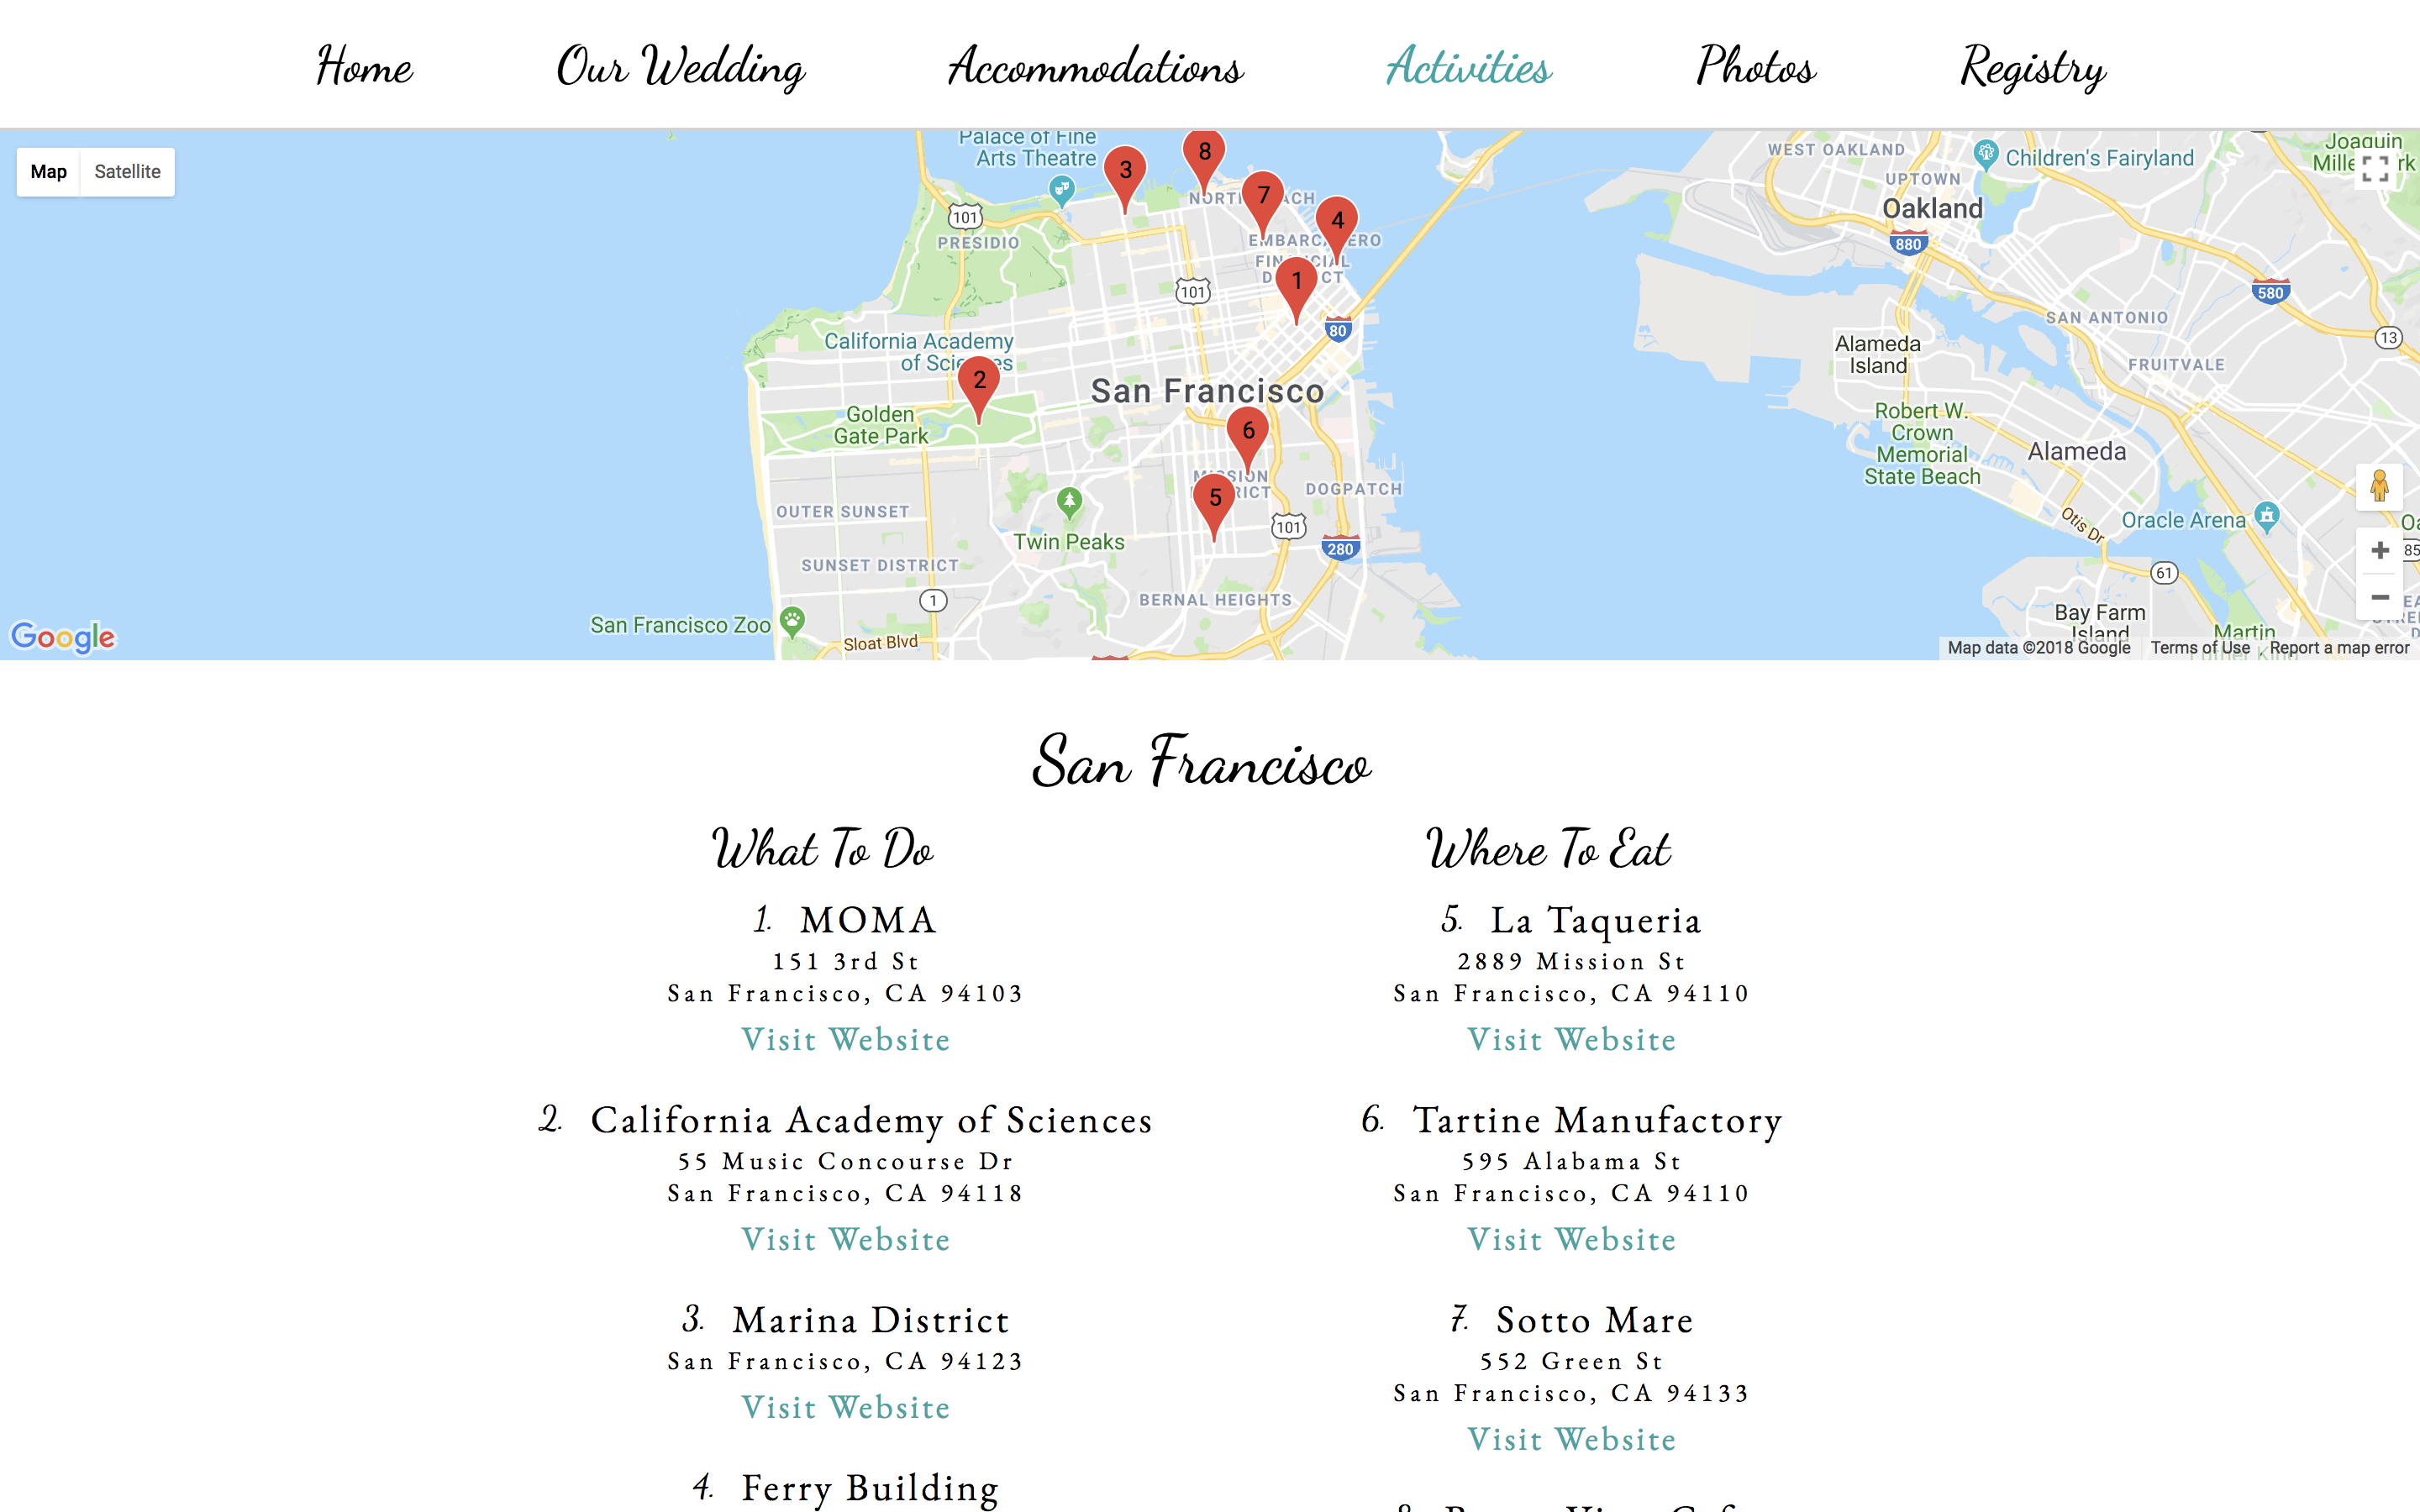 Home Our Wedding Accommodations Activities Photos Registry
Map Satellite
Palace of Fine
Arts Theatre
3
8
7
4
1
2
6
5
101
PRESIDIO
EMBARCADERO
FINANCIAL
DISTRICT
101
80
California Academy
of Sciences
San Francisco
Golden
Gate Park
MISSION
DISTRICT
DOGPATCH
OUTER SUNSET
Twin Peaks
101
280
SUNSET DISTRICT
1
BERNAL HEIGHTS
San Francisco Zoo
Sloat Blvd
Google
WEST OAKLAND
Children's Fairyland
Joaquin
UPTOWN
Oakland
880
580
SAN ANTONIO
13
Alameda
Island
FRUITVALE
Robert W.
Crown
Memorial
State Beach
Alameda
Otis Dr
Oracle Arena
61
Bay Farm
Island
Martin
Map data ©2018 Google Terms of Use Report a map error
San Francisco
What To Do
1. MOMA
151 3rd St
San Francisco, CA 94103
Visit Website
2. California Academy of Sciences
55 Music Concourse Dr
San Francisco, CA 94118
Visit Website
3. Marina District
San Francisco, CA 94123
Visit Website
4. Ferry Building
Where To Eat
5. La Taqueria
2889 Mission St
San Francisco, CA 94110
Visit Website
6. Tartine Manufactory
595 Alabama St
San Francisco, CA 94110
Visit Website
7. Sotto Mare
552 Green St
San Francisco, CA 94133
Visit Website